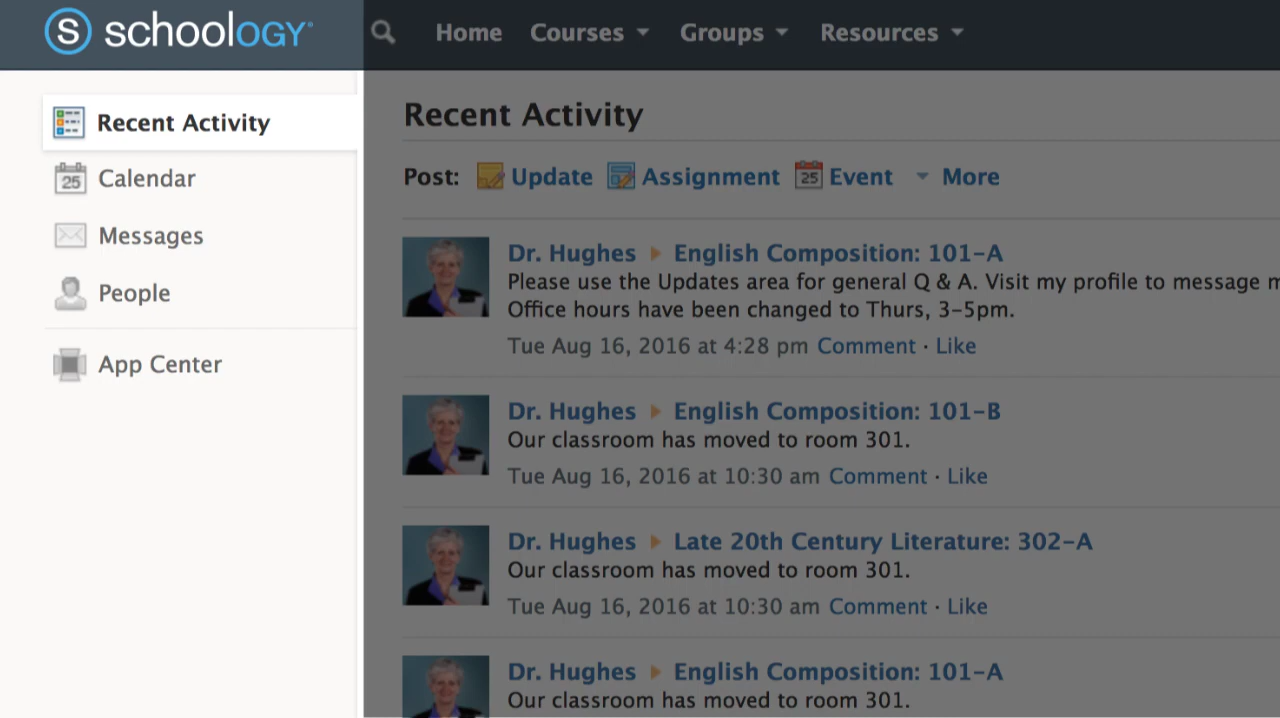 schoology®
Home Courses Groups Resources
Recent Activity
25 Calendar
Messages
People
App Center
Recent Activity
Post: Update Assignment 25 Event More
Dr. Hughes English Composition: 101-A
Please use the Updates area for general Q & A. Visit my profile to message
Office hours have been changed to Thurs, 3-5pm.
Tue Aug 16, 2016 at 4:28 pm Comment · Like
Dr. Hughes English Composition: 101-B
Our classroom has moved to room 301.
Tue Aug 16, 2016 at 10:30 am Comment · Like
Dr. Hughes Late 20th Century Literature: 302-A
Our classroom has moved to room 301.
Tue Aug 16, 2016 at 10:30 am Comment · Like
Dr. Hughes English Composition: 101-A
Our classroom has moved to room 301.